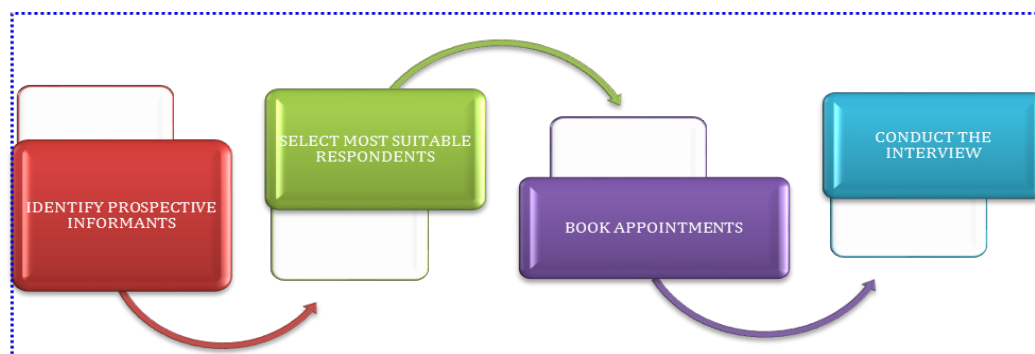 IDENTIFY PROSPECTIVE
INFORMANTS
SELECT MOST SUITABLE
RESPONDENTS
BOOK APPOINTMENTS
CONDUCT THE
INTERVIEW